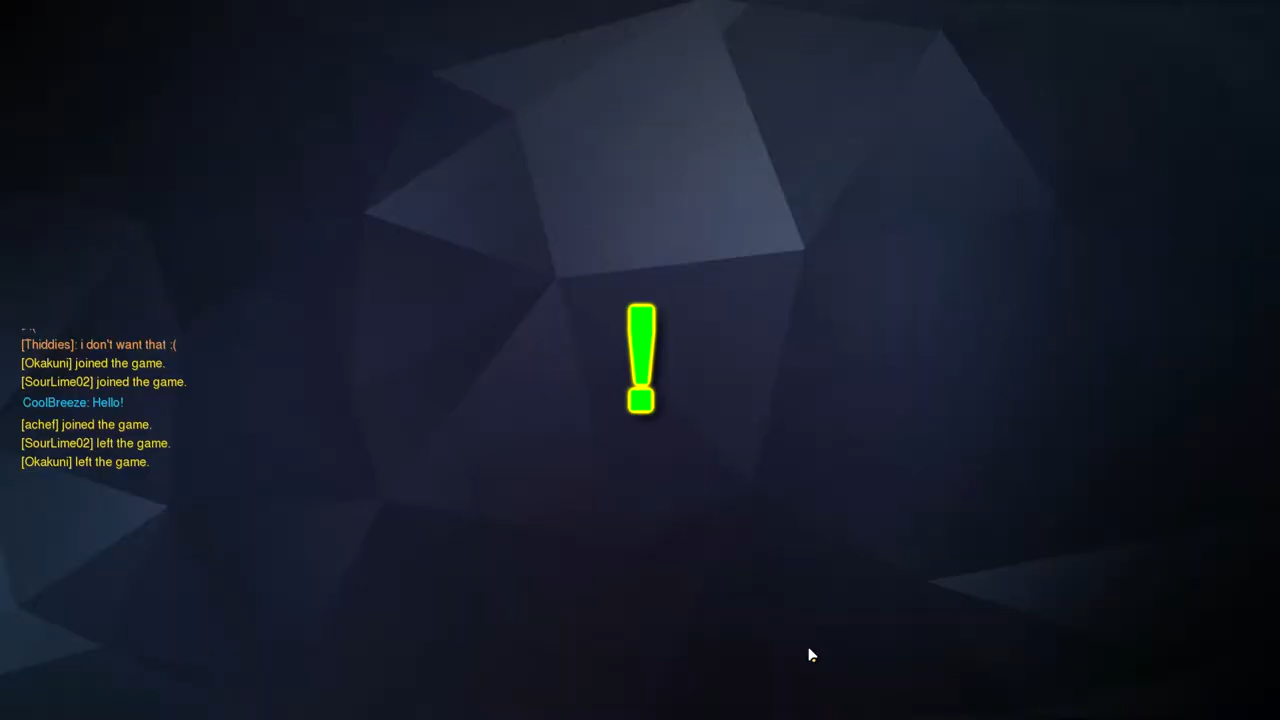 [Thiddies]: i don't want that :(
[Okakuni] joined the game.
[SourLime02] joined the game.
CoolBreeze: Hello!
[achef] joined the game.
[SourLime02] left the game.
[Okakuni] left the game.
!